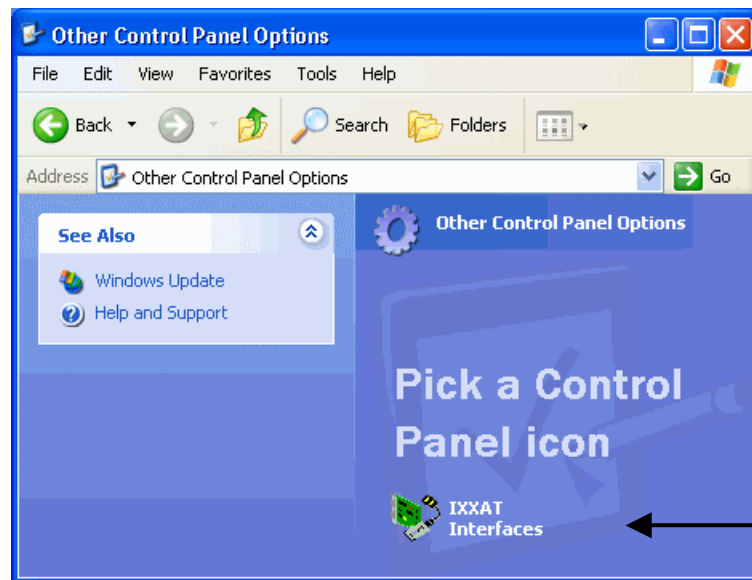 Other Control Panel Options
File Edit View Favorites Tools Help
Back Search Folders
Address Other Control Panel Options Go
See Also
Windows Update
Help and Support
Other Control Panel Options
Pick a Control
Panel icon
IXXAT
Interfaces